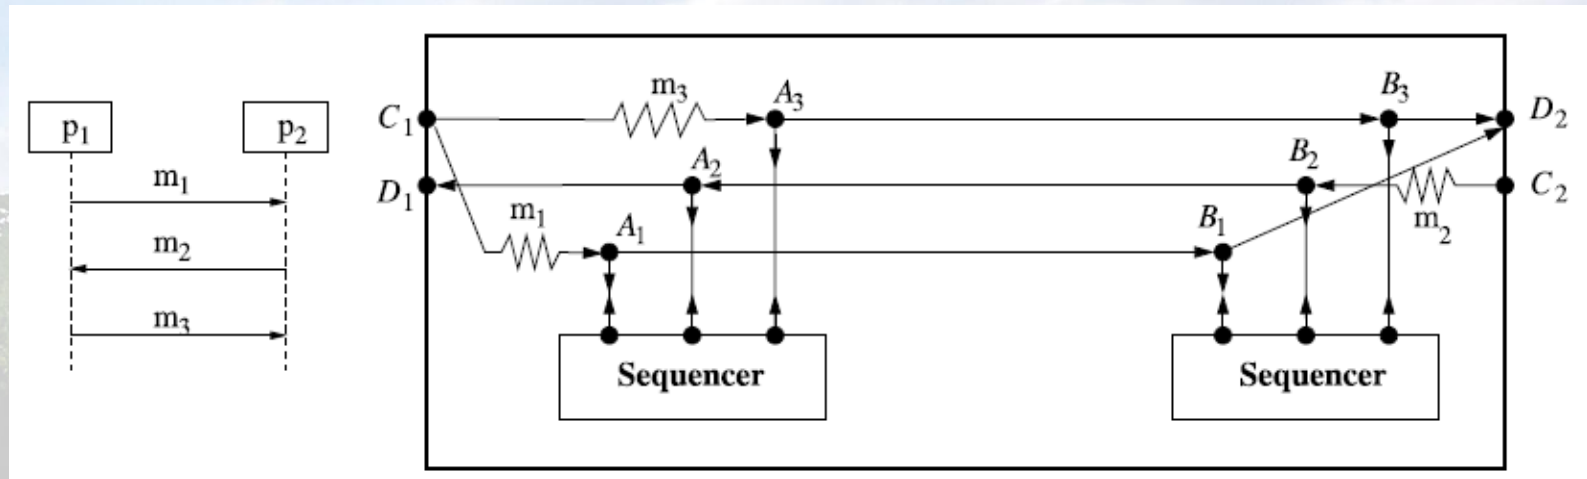 p₁
p₂
m₁
m₂
m₃
C₁
m₃
A₃
B₃
D₂
D₁
A₂
B₂
C₂
m₁
A₁
B₁
m₂
Sequencer
Sequencer